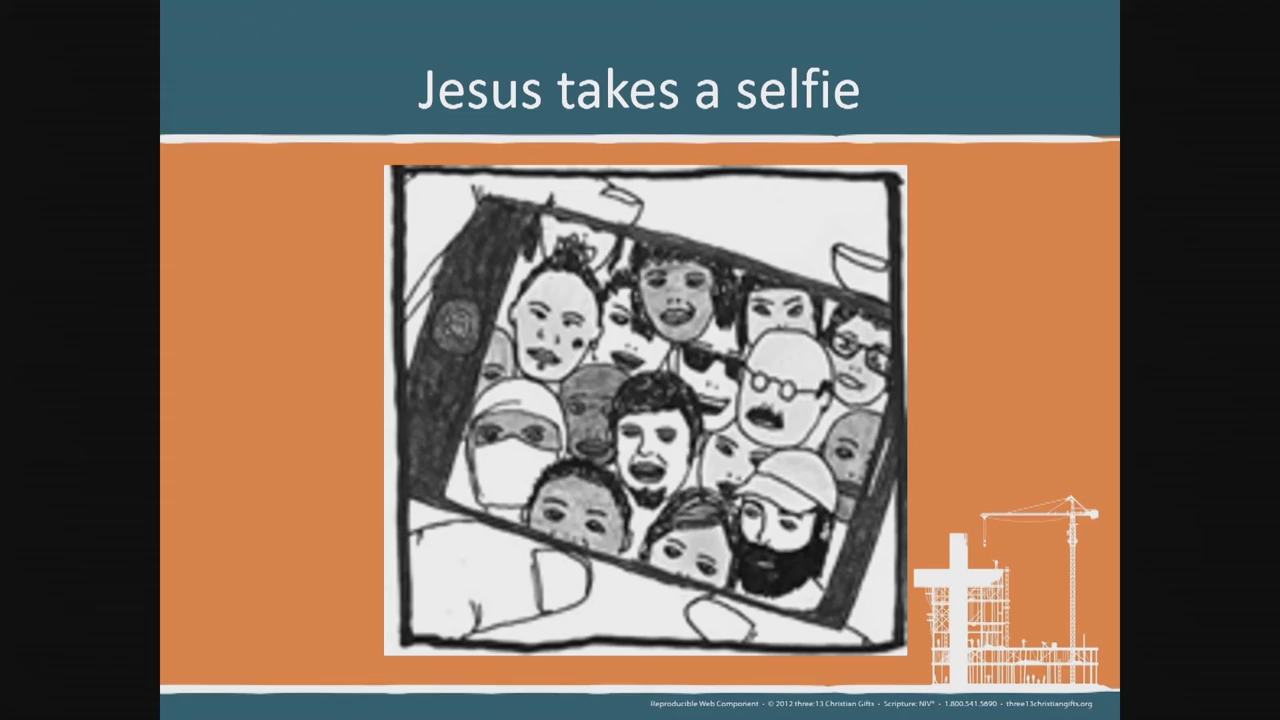 Jesus takes a selfie
Reproducible Web Component - © 2012 three:13 Christian Gifts - Scripture: NIV® - 1.800.541.5690 - three13christiangifts.org